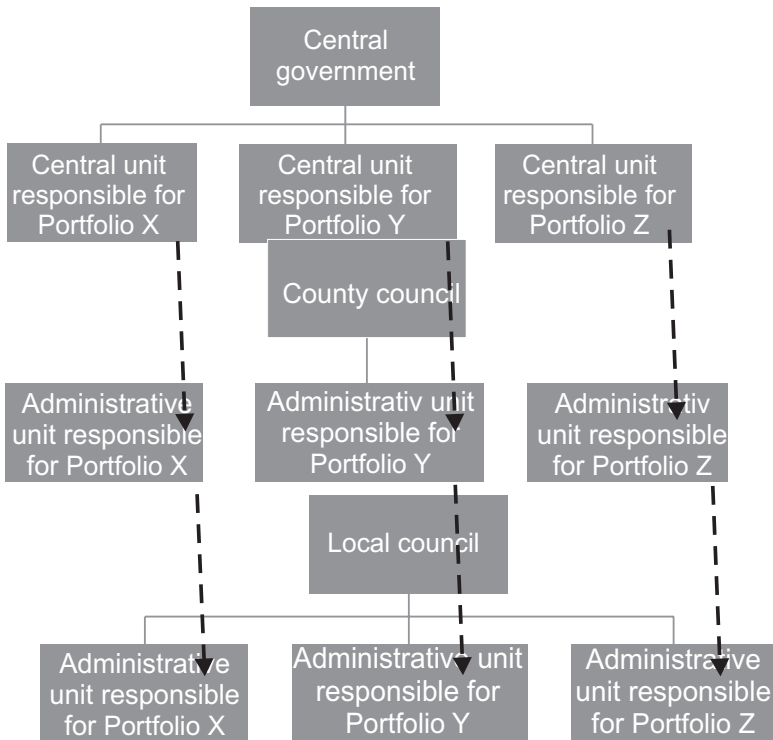 Central
government
Central unit
responsible for
Portfolio X
Central unit
responsible for
Portfolio Y
Central unit
responsible for
Portfolio Z
County council
Administrative
unit responsible
for Portfolio X
Administrativ unit
responsible for
Portfolio Y
Administrativ
unit responsible
for Portfolio Z
Local council
Administrative
unit responsible
for Portfolio X
Administrative unit
responsible for
Portfolio Y
Administrative
unit responsible
for Portfolio Z